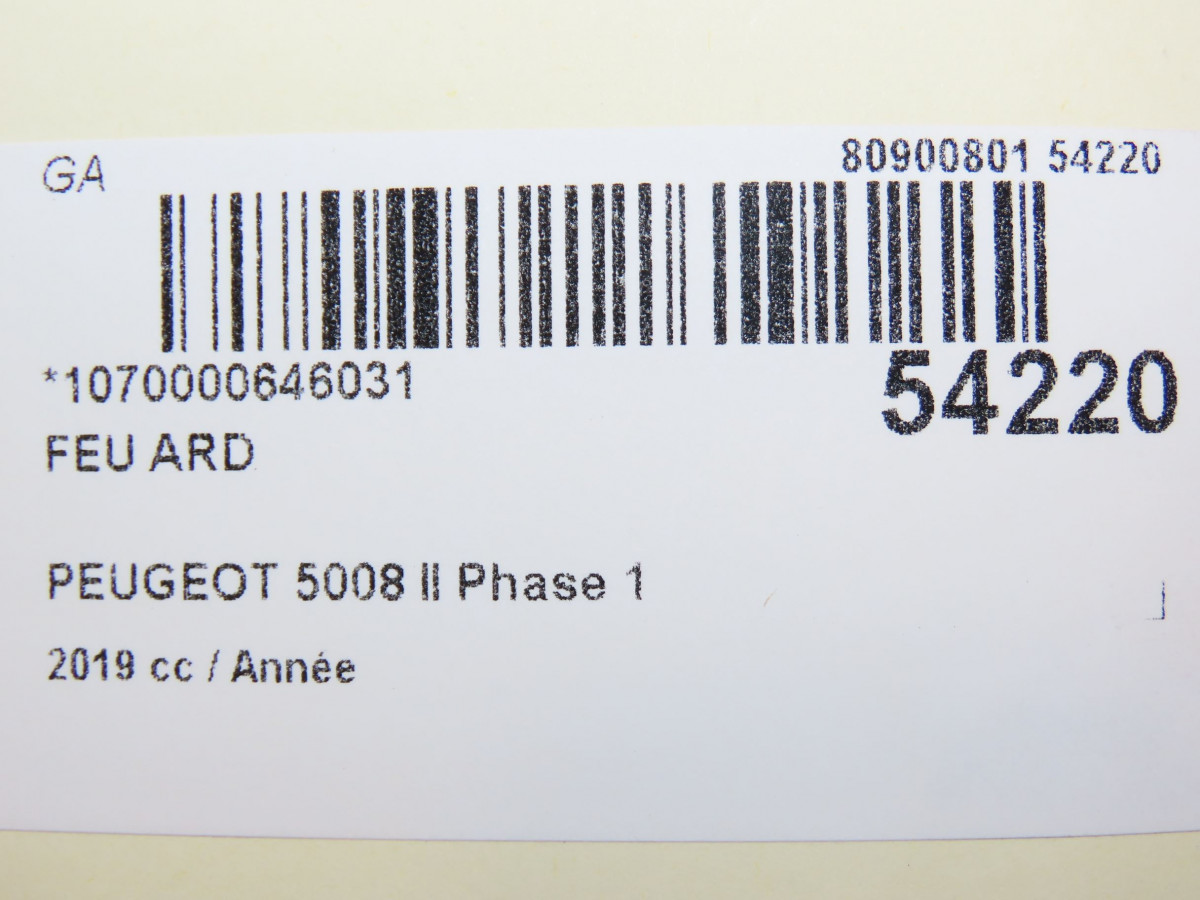 GA
80900801 54220
*1070000646031
54220
FEU ARD
PEUGEOT 5008 II Phase 1
2019 cc / Année